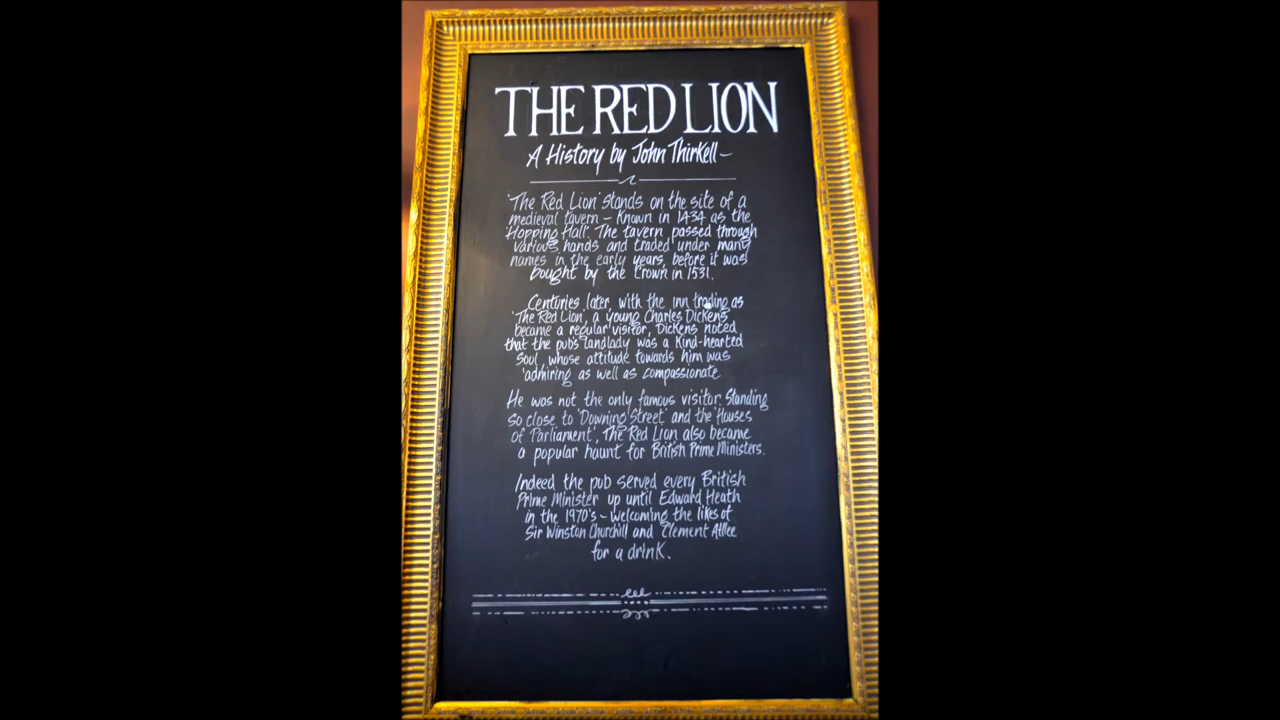 THE RED LION
A History by John Thirkell –
'The Red Lion' stands on the site of a
medieval tavern – Known in 1434 as the
Hopping Hall'. The tavern passed through
various hands and traded under many
names in the early years, before it was
bought by the Crown in 1531.
Centuries later, with the inn trading as
'The Red Lion, a young Charles Dickens
became a regular visitor, Dickens noted
that the pub's landlady was a Kind-hearted
Soul, whose attitude towards him was
'admiring as well as compassionate
He was not the only famous visitor, Standing
so close to 'Downing Street' and the 'Houses
of Parliament', The Red Lion also became
a popular haunt for British Prime Ministers.
Indeed the pub served every British
Prime Minister up until Edward Heath
in the 1970's – welcoming the likes of
Sir Winston Churchill and Clement Atllee
for a drink.